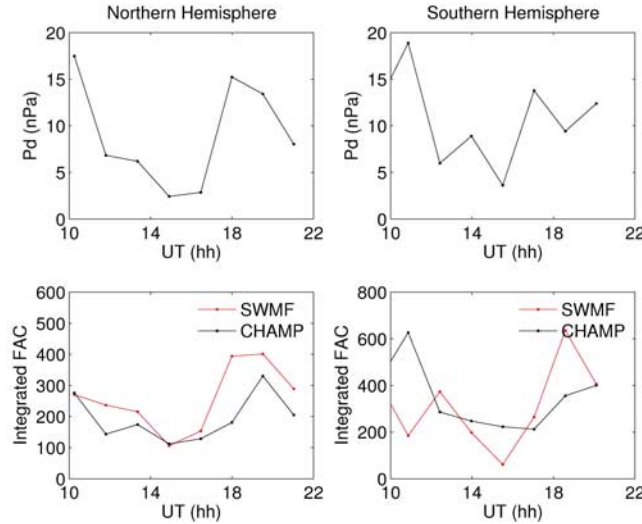 Northern Hemisphere
20
15
10
5
0
Pd (nPa)
10 14 18 22
UT (hh)
Southern Hemisphere
20
15
10
5
0
Pd (nPa)
10 14 18 22
UT (hh)
600
500
400
300
200
100
0
Integrated FAC
SWMF
CHAMP
10 14 18 22
UT (hh)
800
600
400
200
0
Integrated FAC
SWMF
CHAMP
10 14 18 22
UT (hh)